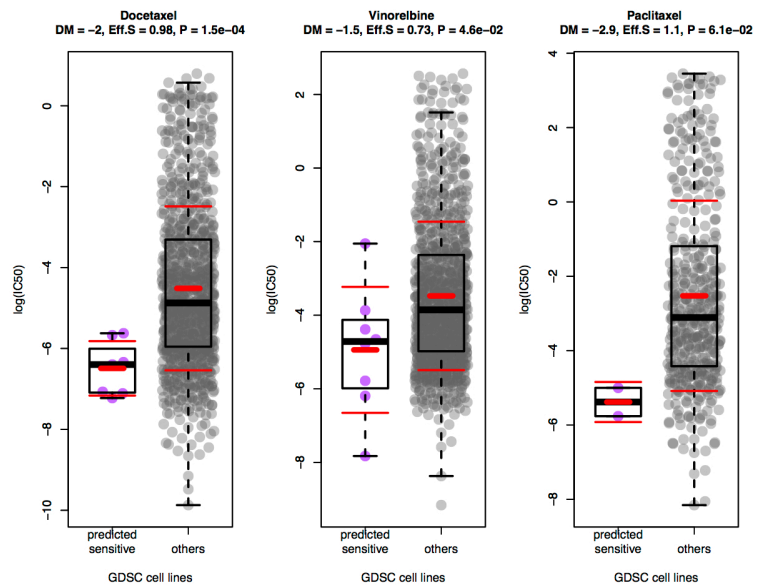 Docetaxel
DM = −2, Eff.S = 0.98, P = 1.5e−04
log(IC50)
0
−2
−4
−6
−8
−10
predicted
sensitive
others
GDSC cell lines
Vinorelbine
DM = −1.5, Eff.S = 0.73, P = 4.6e−02
log(IC50)
2
0
−2
−4
−6
−8
predicted
sensitive
others
GDSC cell lines
Paclitaxel
DM = −2.9, Eff.S = 1.1, P = 6.1e−02
log(IC50)
4
2
0
−2
−4
−6
−8
predicted
sensitive
others
GDSC cell lines